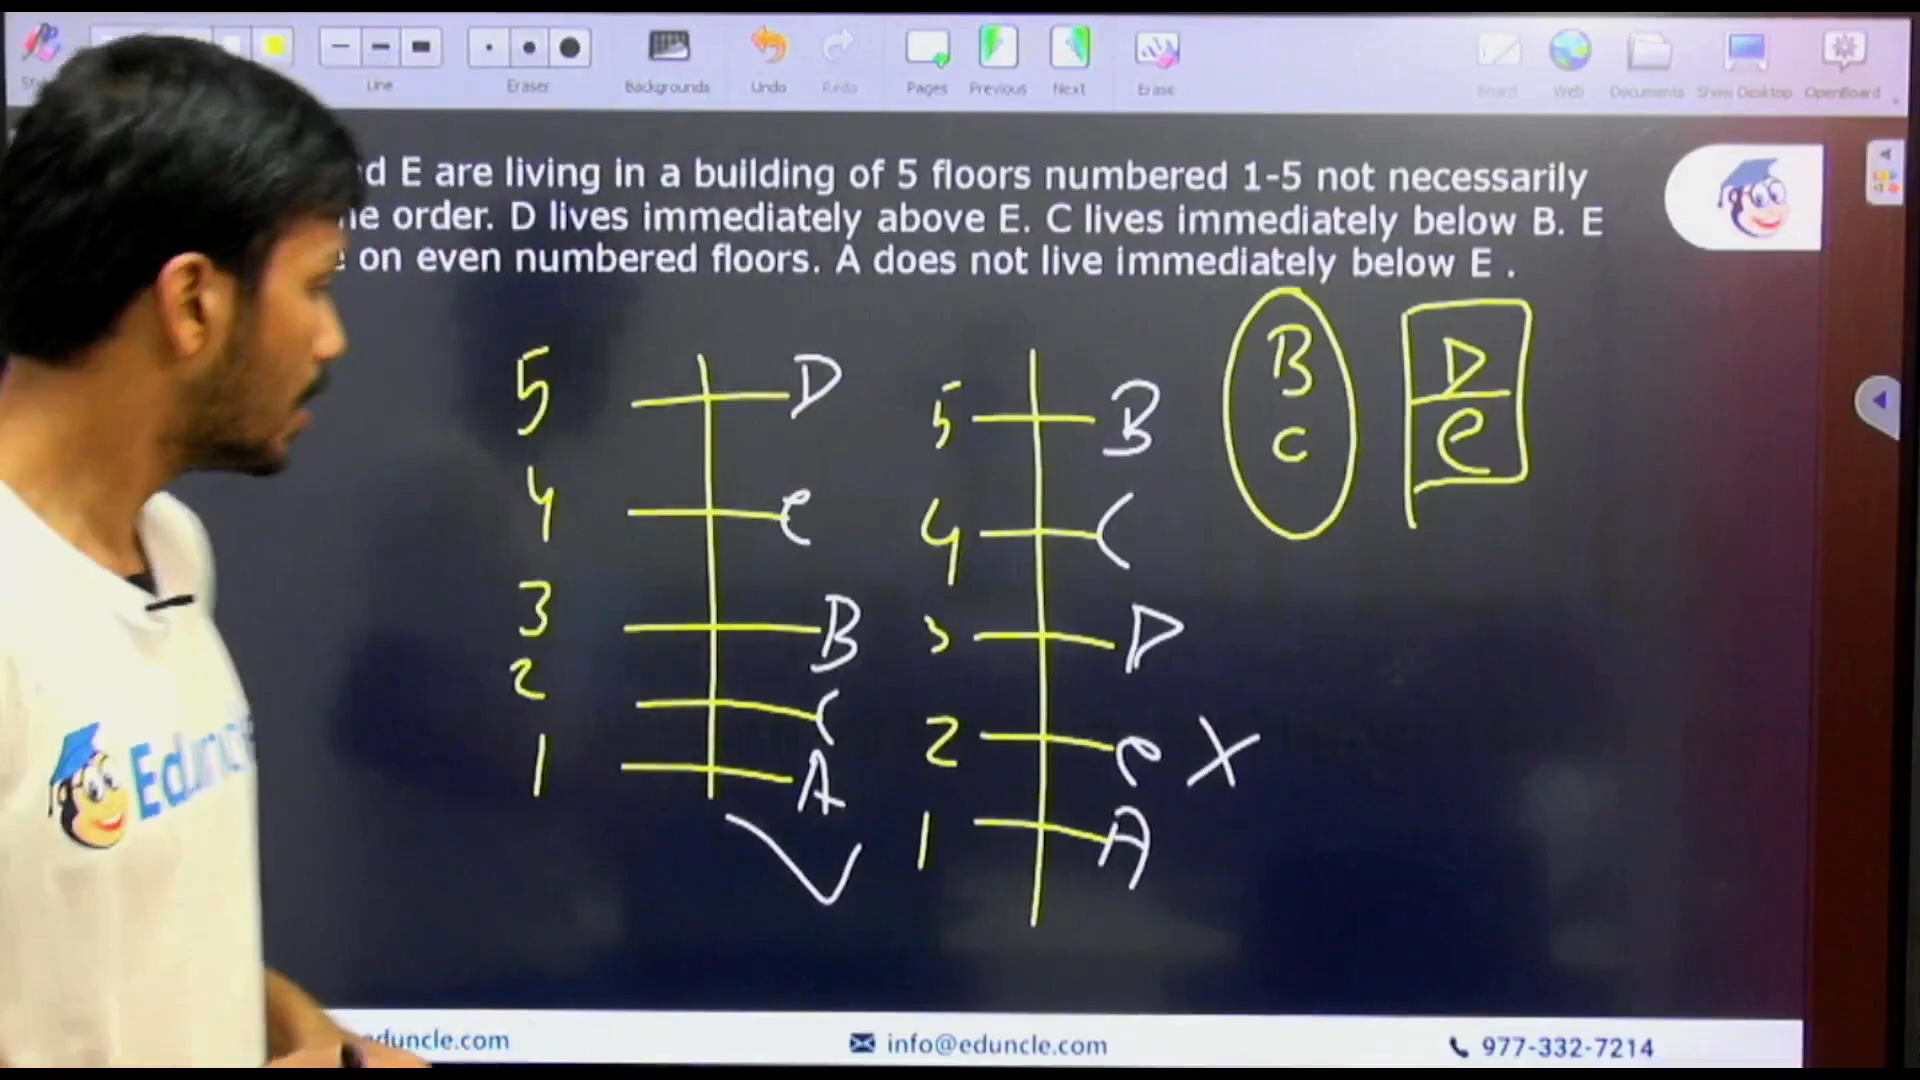 Line
Eraser
Backgrounds
Undo
Redo
Pages
Previous
Next
Erase
Board
Web
Documents
Show Desktop
OpenBoard
E are living in a building of 5 floors numbered 1-5 not necessarily
order. D lives immediately above E. C lives immediately below B. E
on even numbered floors. A does not live immediately below E .
5 D
4 e
3 B
2 C
1 A
5 B
4 C
3 D
2 e X
1 A
B
C
D
e
Eduncle
eduncle.com
info@eduncle.com
977-332-7214